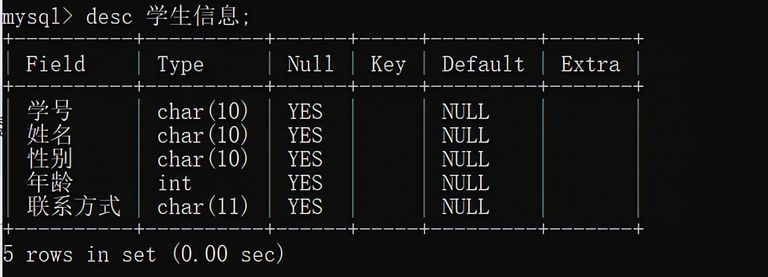 mysql> desc 学生信息;
Field Type Null Key Default Extra
学号 char(10) YES NULL
姓名 char(10) YES NULL
性别 char(10) YES NULL
年龄 int YES NULL
联系方式 char(11) YES NULL
5 rows in set (0.00 sec)